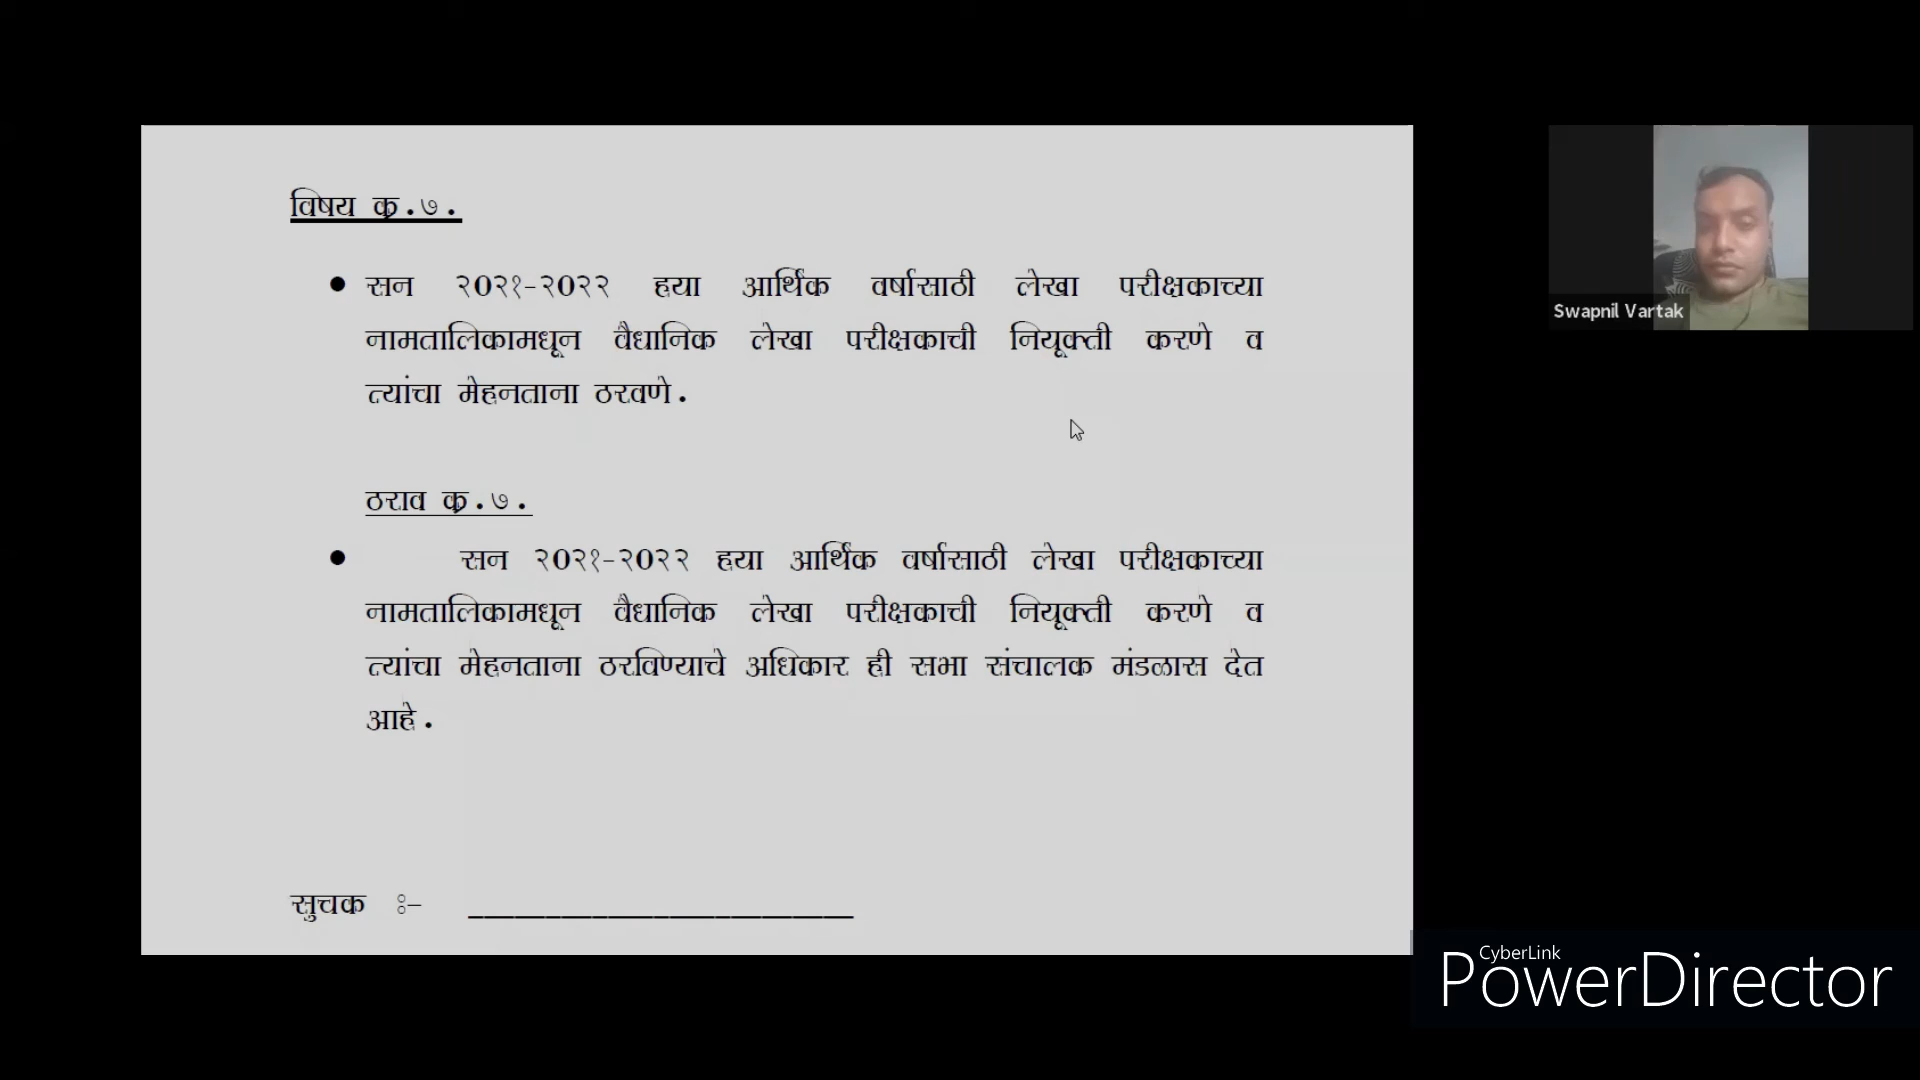 विषय क्र.७.
● सन २०२१-२०२२ हया आर्थिक वर्षासाठी लेखा परीक्षकाच्या
नामतालिकामधून वैधानिक लेखा परीक्षकाची नियूक्ती करणे व
त्यांचा मेहनताना ठरवणे.
ठराव क्र.७.
● सन २०२१-२०२२ हया आर्थिक वर्षासाठी लेखा परीक्षकाच्या
नामतालिकामधून वैधानिक लेखा परीक्षकाची नियूक्ती करणे व
त्यांचा मेहनताना ठरविण्याचे अधिकार ही सभा संचालक मंडळास देत
आहे.
सुचक :- _________________________
Swapnil Vartak
CyberLink
PowerDirector